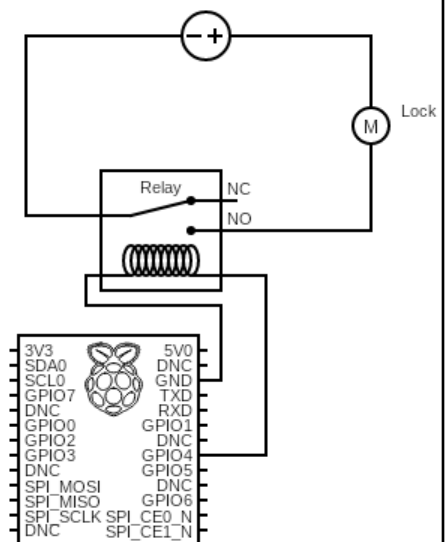 − +
Lock
M
Relay
NC
NO
3V3 5V0
SDA0 DNC
SCL0 GND
GPIO7 TXD
DNC RXD
GPIO0 GPIO1
GPIO2 DNC
GPIO3 GPIO4
DNC GPIO5
SPI_MOSI DNC
SPI_MISO GPIO6
SPI_SCLK SPI_CE0_N
DNC SPI_CE1_N